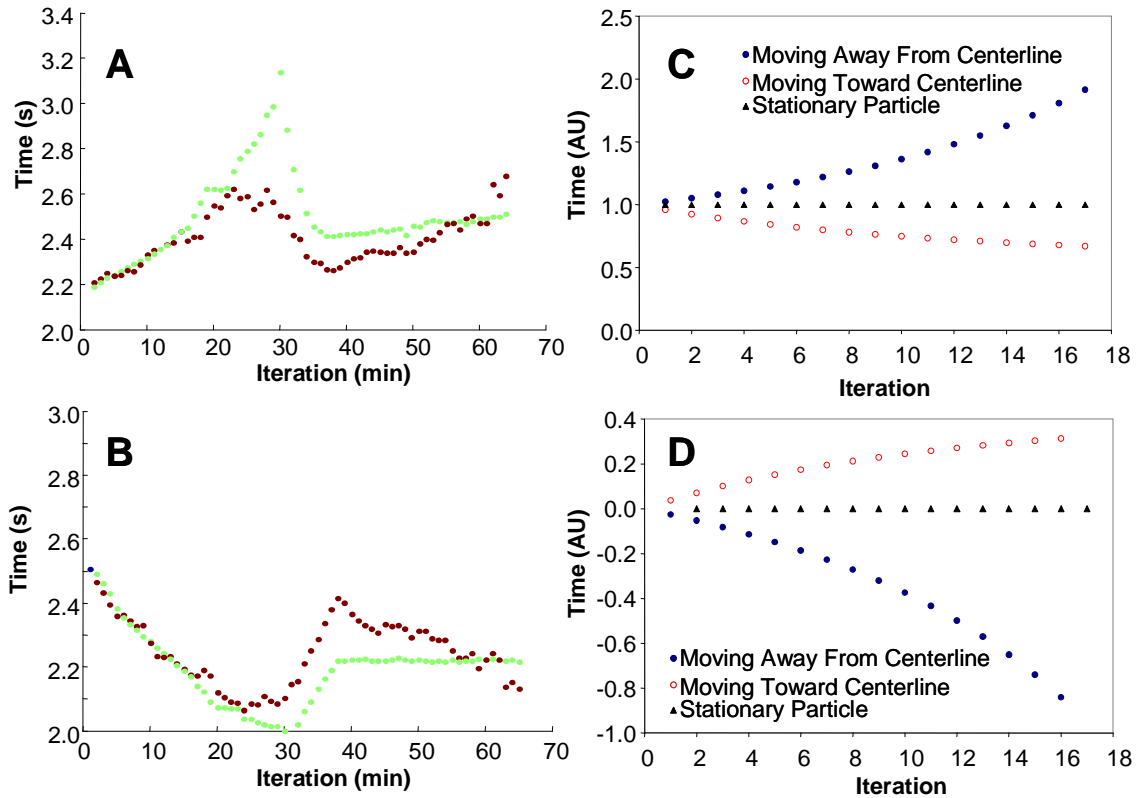 A
Time (s)
3.4
3.2
3.0
2.8
2.6
2.4
2.2
2.0
0 10 20 30 40 50 60 70
Iteration (min)
C
Time (AU)
2.5
2.0
1.5
1.0
0.5
0.0
Moving Away From Centerline
Moving Toward Centerline
Stationary Particle
0 2 4 6 8 10 12 14 16 18
Iteration
B
Time (s)
3.0
2.8
2.6
2.4
2.2
2.0
0 10 20 30 40 50 60 70
Iteration (min)
D
Time (AU)
0.4
0.2
0.0
-0.2
-0.4
-0.6
-0.8
-1.0
Moving Away From Centerline
Moving Toward Centerline
Stationary Particle
0 2 4 6 8 10 12 14 16 18
Iteration